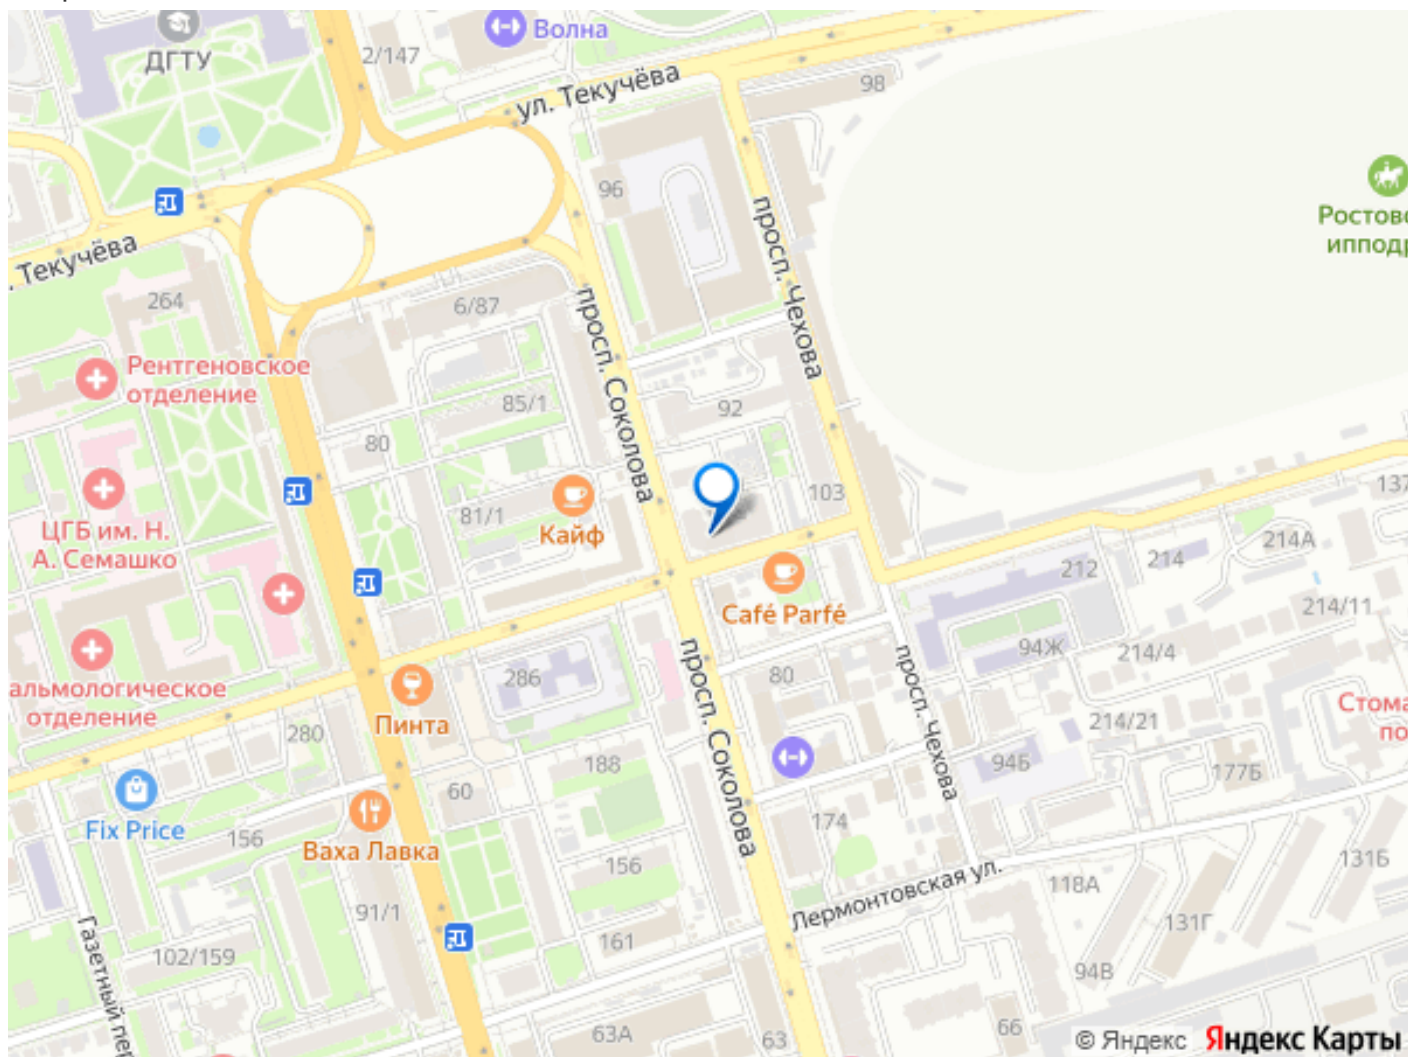 Волна
ДГТУ
2/147
98
ул. Текучёва
96
Ростовс
ипподр
просп. Чехова
. Текучёва
264
6/87
просп. Соколова
Рентгеновское
отделение
85/1
92
80
103
137
81/1
Кайф
ЦГБ им. Н.
А. Семашко
214А
214
212
Café Parfé
214/11
94Ж
214/4
просп. Чехова
286
80
альмологическое
отделение
Стома
по
Пинта
280
просп. Соколова
214/21
188
94Б
177Б
60
Fix Price
156
Ваха Лавка
174
131Б
156
118А
Лермонтовская ул.
91/1
131Г
Газетный пер
161
102/159
94В
63А
63
66
© Яндекс Яндекс Карты